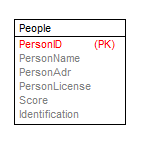 People
PersonID (PK)
PersonName
PersonAdr
PersonLicense
Score
Identification